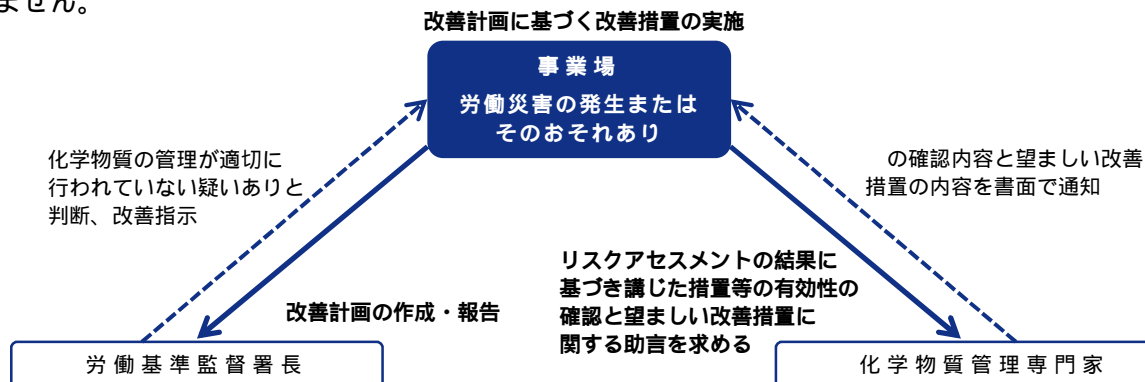 ません。
改善計画に基づく改善措置の実施
事業場
労働災害の発生または
そのおそれあり
化学物質の管理が適切に
行われていない疑いありと
判断、改善指示
の確認内容と望ましい改善
措置の内容を書面で通知
リスクアセスメントの結果に
基づき講じた措置等の有効性の
確認と望ましい改善措置に
関する助言を求める
改善計画の作成・報告
労働基準監督署長
化学物質管理専門家